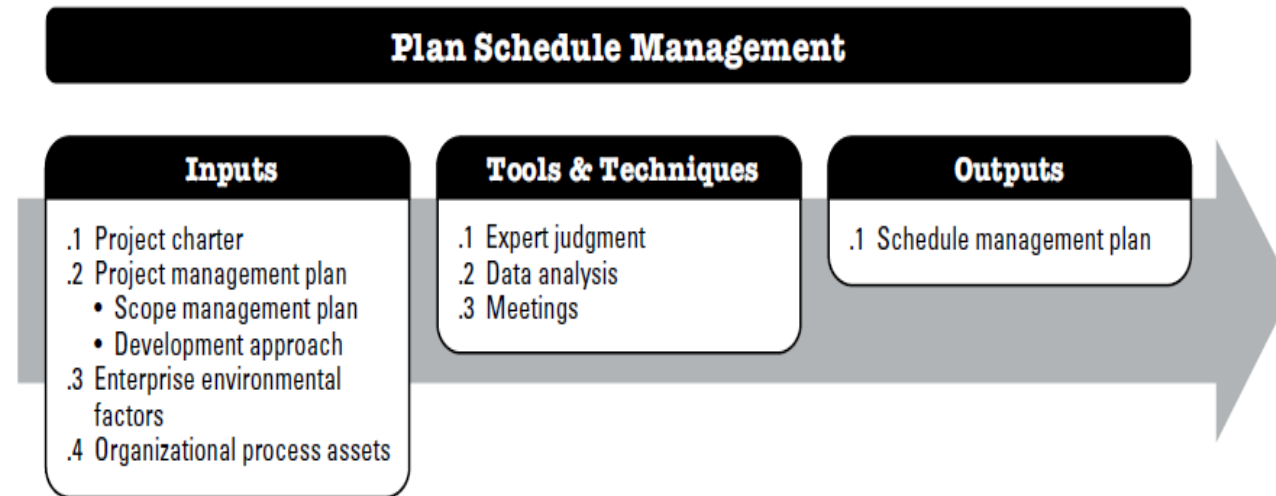 Plan Schedule Management
Inputs
.1 Project charter
.2 Project management plan
• Scope management plan
• Development approach
.3 Enterprise environmental
factors
.4 Organizational process assets
Tools & Techniques
.1 Expert judgment
.2 Data analysis
.3 Meetings
Outputs
.1 Schedule management plan